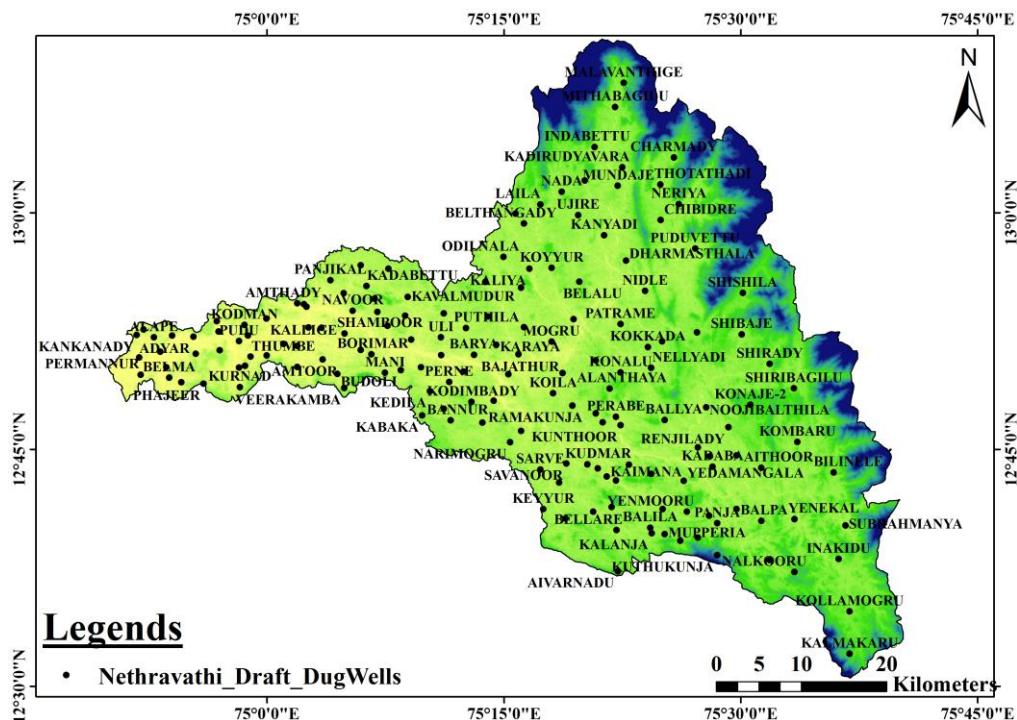 75°0'0"E 75°15'0"E 75°30'0"E 75°45'0"E
N
MALAVANTHIGE
MITHABAGILU
INDABETTU
CHARMADY
KADIRUDYAVARA
MUNDAJE THOTATHADI
NADA
LAILA
NERIYA
UJIRE
BELTHANGADY
CHIBIDRE
KANYADI
13°0'0"N 13°0'0"N
PUDUVETTU
ODILNALA
KOYYUR
DHARMASTHALA
PANJIKAL
KADABETTU
KALIYA
NIDLE
SHISHILA
AMTHADY
NAVOOR
KAVALMUDUR
BELALU
KODMAN
SHAMBOOR
PUTHILA
PATRAME
ALAPE
PUDU
KALLIGE
ULI
MOGRU
KOKKADA
SHIBAJE
KANKANADY
ADYAR
THUMBE
BORIMAR
BARYA
KARAYA
NELLYADI
SHIRADY
PERMANNUR
BELMA
KURNAD
AMTOOR
MANI
PERNE
BAJATHUR
KONALU
ALANTHAYA
SHIRIBAGILU
PHAJEER
VEERAKAMBA
BUDOLI
KODIMBADY
KOILA
KONAJE-2
KEDILA
BANNUR
RAMAKUNJA
PERABE
BALLYA
NOOJIBALTHILA
KABAKA
KUNTHOOR
RENJILADY
KOMBARU
12°45'0"N 12°45'0"N
NARIMOGRU
SARVE
KUDMAR
KADABA
AITHOOR
SAVANOOR
KAIMANA
YEDAMANGALA
BILINELE
KEYYUR
YENMOORU
BELLARE
BALILA
PANJA
BALPA
YENEKAL
SUBRAHMANYA
KALANJA
MUPPERIA
INAKIDU
AIVARNADU
KUTHUKUNJA
NALKOORU
KOLLAMOGRU
KALMAKARU
Legends
Nethravathi_Draft_DugWells
0 5 10 20
Kilometers
12°30'0"N 12°30'0"N
75°0'0"E 75°15'0"E 75°30'0"E 75°45'0"E